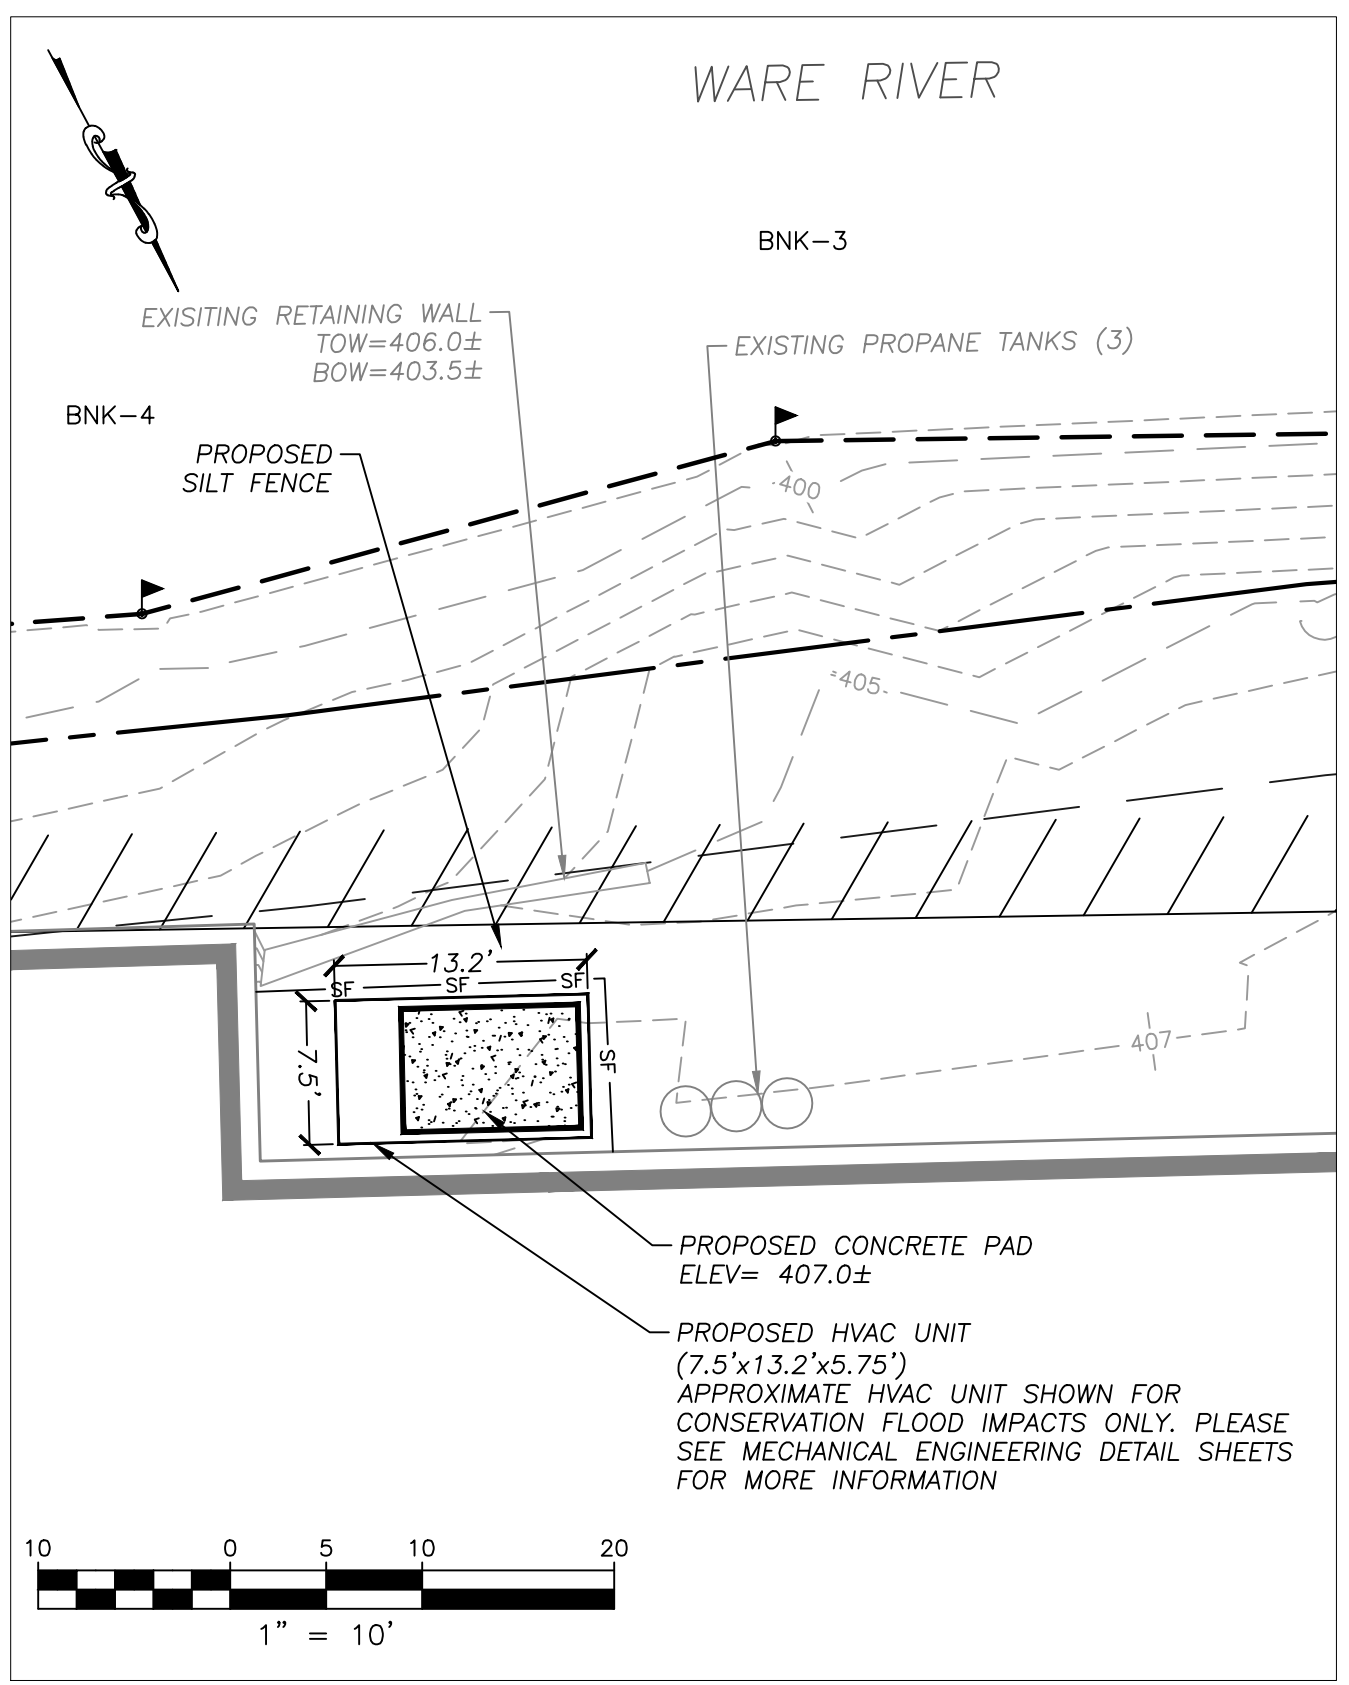 WARE RIVER
BNK-3
EXISITING RETAINING WALL
TOW=406.0±
BOW=403.5±
EXISTING PROPANE TANKS (3)
BNK-4
PROPOSED
SILT FENCE
400
405
13.2'
SF
SF
SF
7.5'
SF
407
PROPOSED CONCRETE PAD
ELEV= 407.0±
PROPOSED HVAC UNIT
(7.5'x13.2'x5.75')
APPROXIMATE HVAC UNIT SHOWN FOR
CONSERVATION FLOOD IMPACTS ONLY. PLEASE
SEE MECHANICAL ENGINEERING DETAIL SHEETS
FOR MORE INFORMATION
10 0 5 10 20
1" = 10'